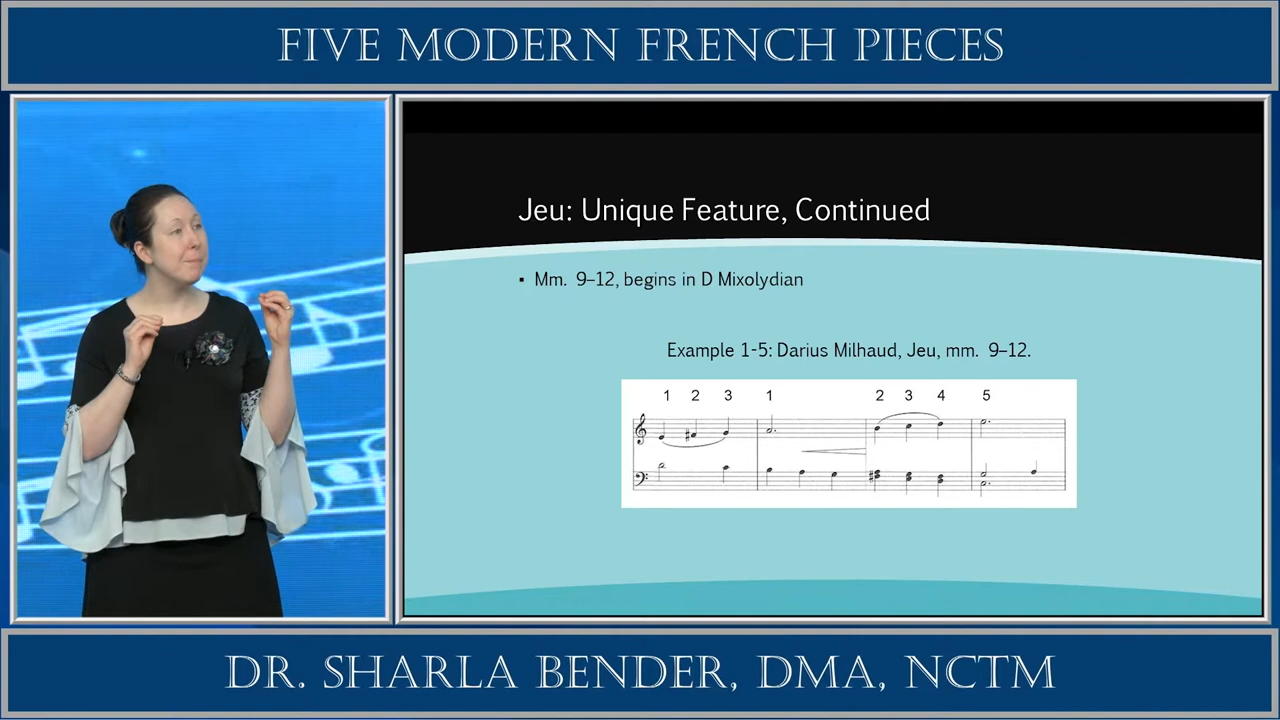 FIVE MODERN FRENCH PIECES
Jeu: Unique Feature, Continued
▪ Mm. 9–12, begins in D Mixolydian
Example 1-5: Darius Milhaud, Jeu, mm. 9–12.
1 2 3 1 2 3 4 5
DR. SHARLA BENDER, DMA, NCTM